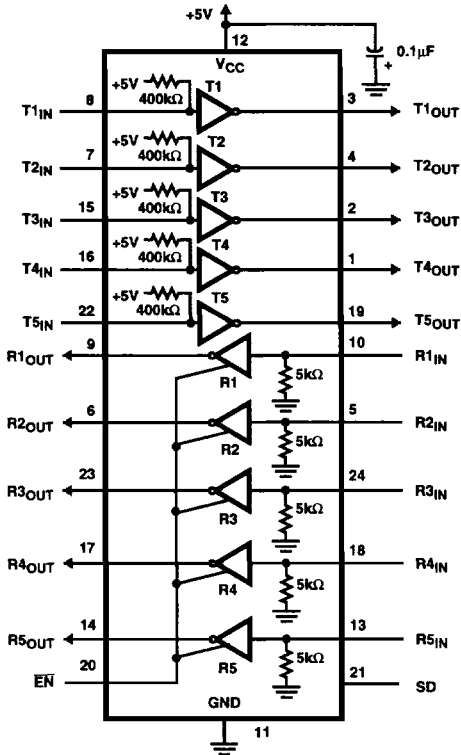 +5V
12
VCC
0.1µF
+
+5V
400kΩ
T1
T1IN 8
3 T1OUT
+5V
400kΩ
T2
T2IN 7
4 T2OUT
+5V
400kΩ
T3
T3IN 15
2 T3OUT
+5V
400kΩ
T4
T4IN 16
1 T4OUT
+5V
400kΩ
T5
T5IN 22
19 T5OUT
R1OUT 9
R1
5kΩ
10 R1IN
R2OUT 6
R2
5kΩ
5 R2IN
R3OUT 23
R3
5kΩ
24 R3IN
R4OUT 17
R4
5kΩ
18 R4IN
R5OUT 14
R5
5kΩ
13 R5IN
E̅N̅ 20
21 SD
GND
11